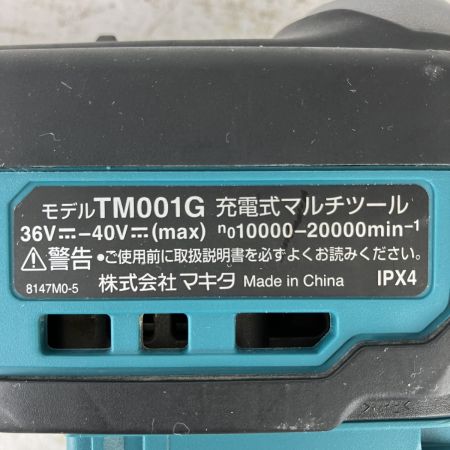 モデルTM001G 充電式マルチツール
36V⎓-40V⎓(max) n₀10000-20000min⁻¹
⚠警告 •ご使用前に取扱説明書を必ずよくお読みください。
8147M0-5 株式会社マキタ Made in China IPX4